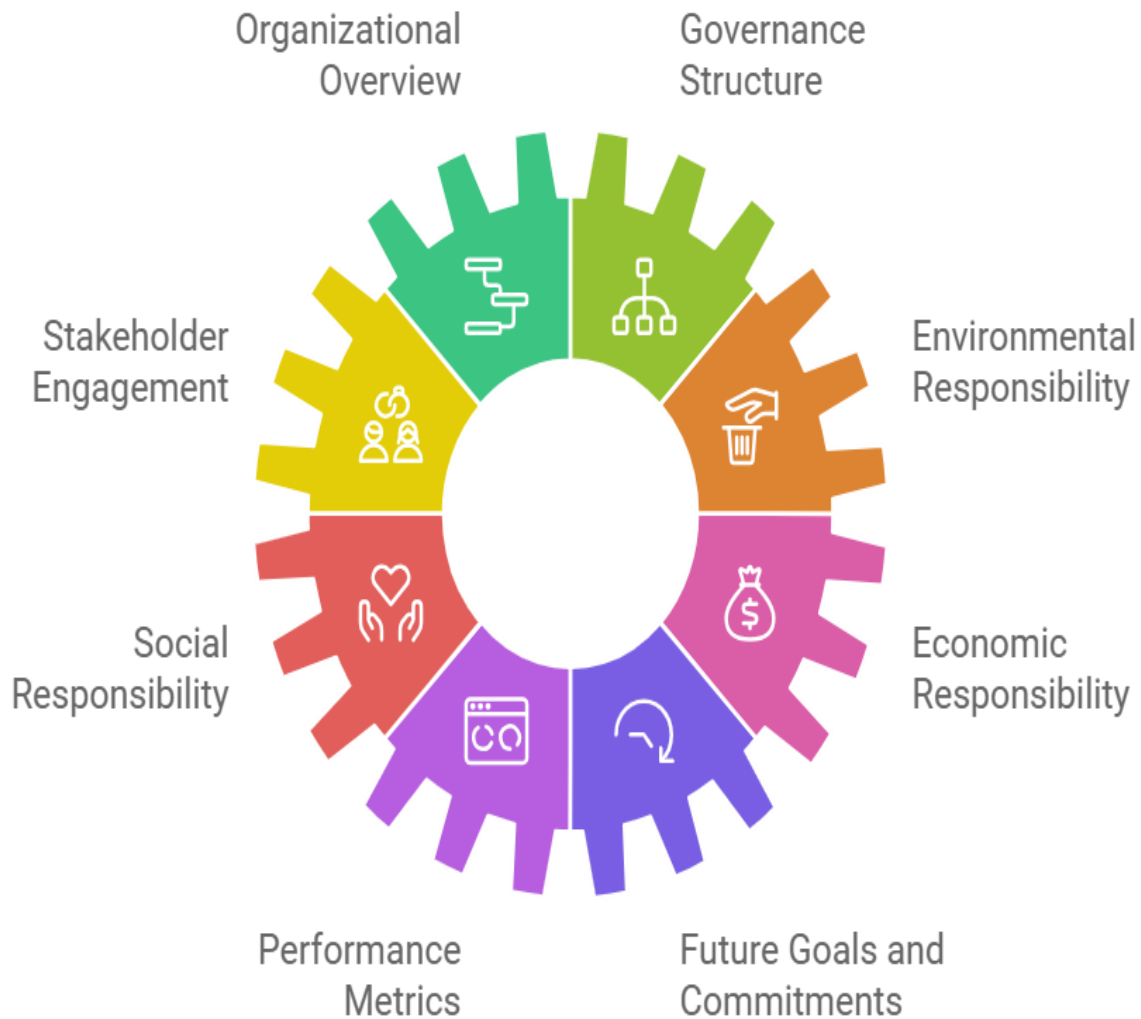 Organizational
Overview
Governance
Structure
Stakeholder
Engagement
Environmental
Responsibility
Social
Responsibility
Economic
Responsibility
Performance
Metrics
Future Goals and
Commitments
$